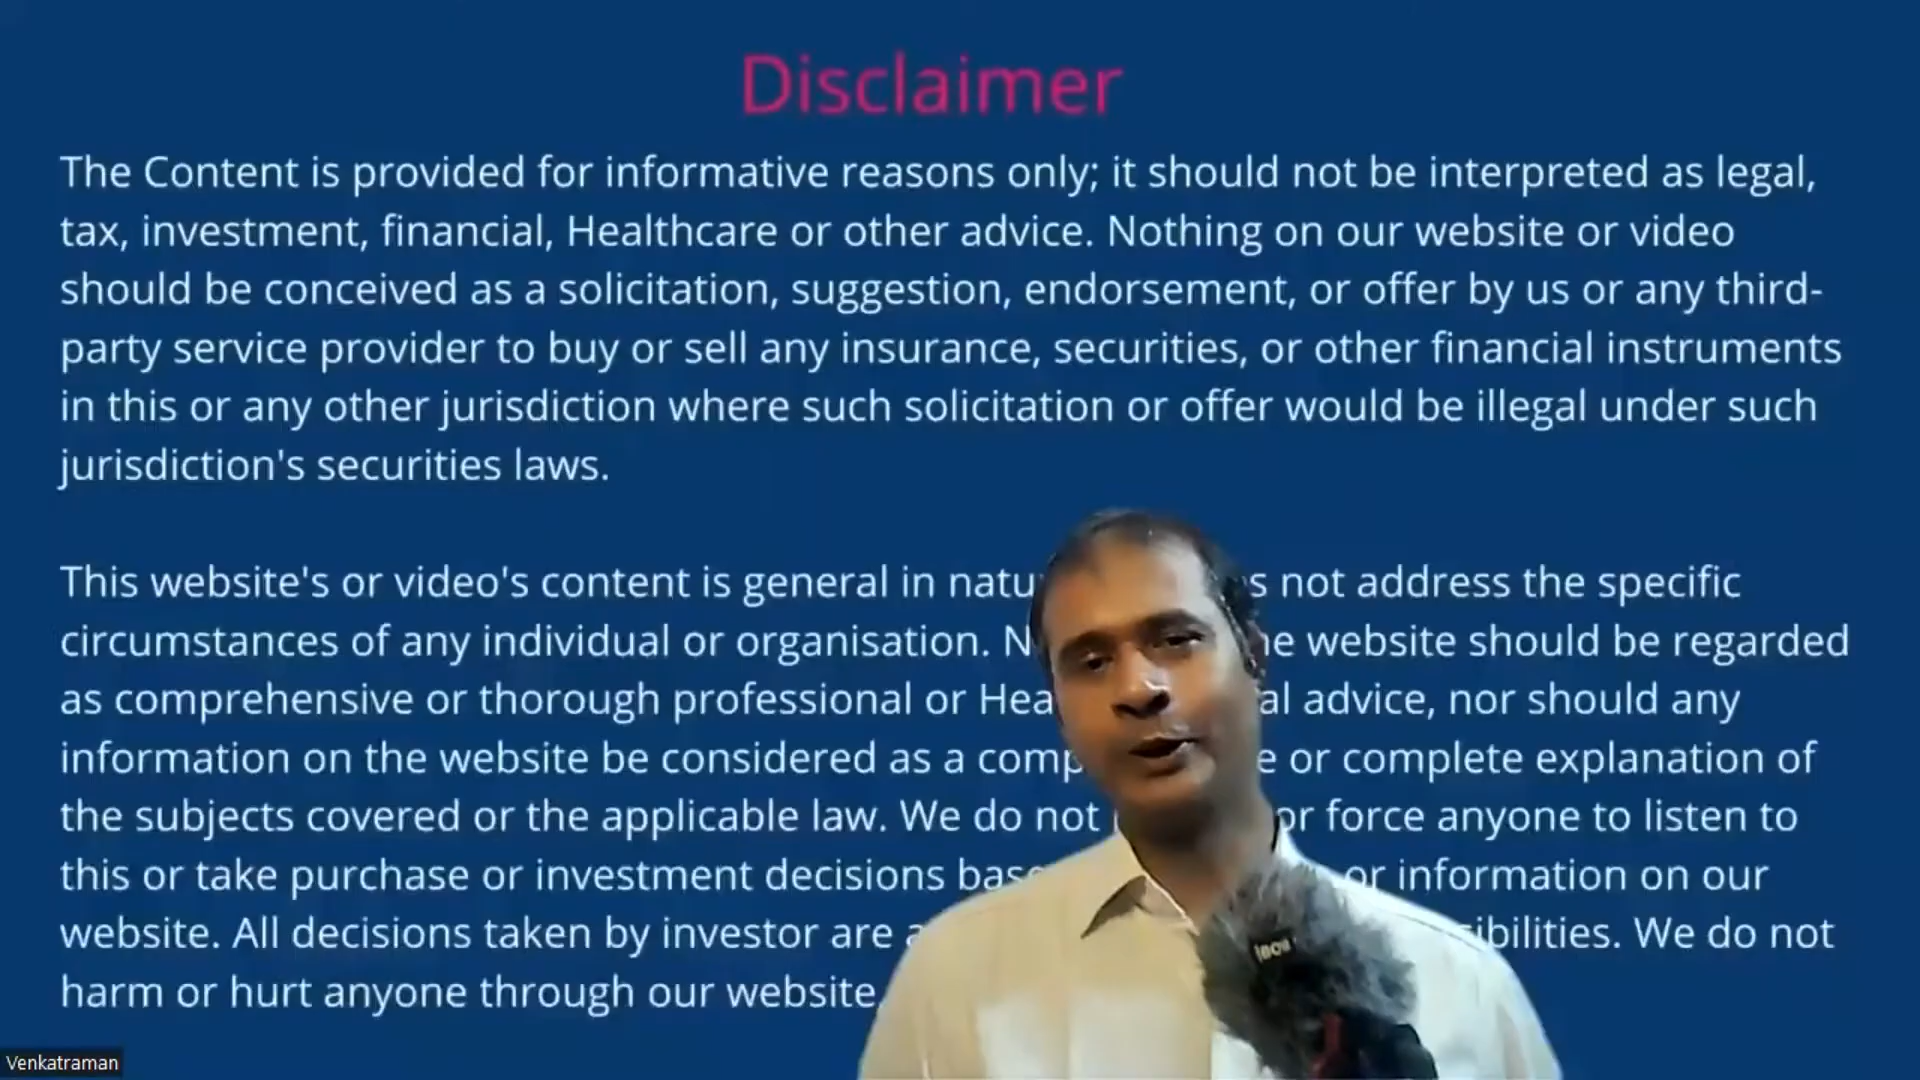 Disclaimer
The Content is provided for informative reasons only; it should not be interpreted as legal,
tax, investment, financial, Healthcare or other advice. Nothing on our website or video
should be conceived as a solicitation, suggestion, endorsement, or offer by us or any third-
party service provider to buy or sell any insurance, securities, or other financial instruments
in this or any other jurisdiction where such solicitation or offer would be illegal under such
jurisdiction's securities laws.
This website's or video's content is general in not address the specific
circumstances of any individual or organisation. website should be regarded
as comprehensive or thorough professional or advice, nor should any
information on the website be considered as a or complete explanation of
the subjects covered or the applicable law. We do not or force anyone to listen to
this or take purchase or investment decisions or information on our
website. All decisions taken by investor are We do not
harm or hurt anyone through our website.
Venkatraman